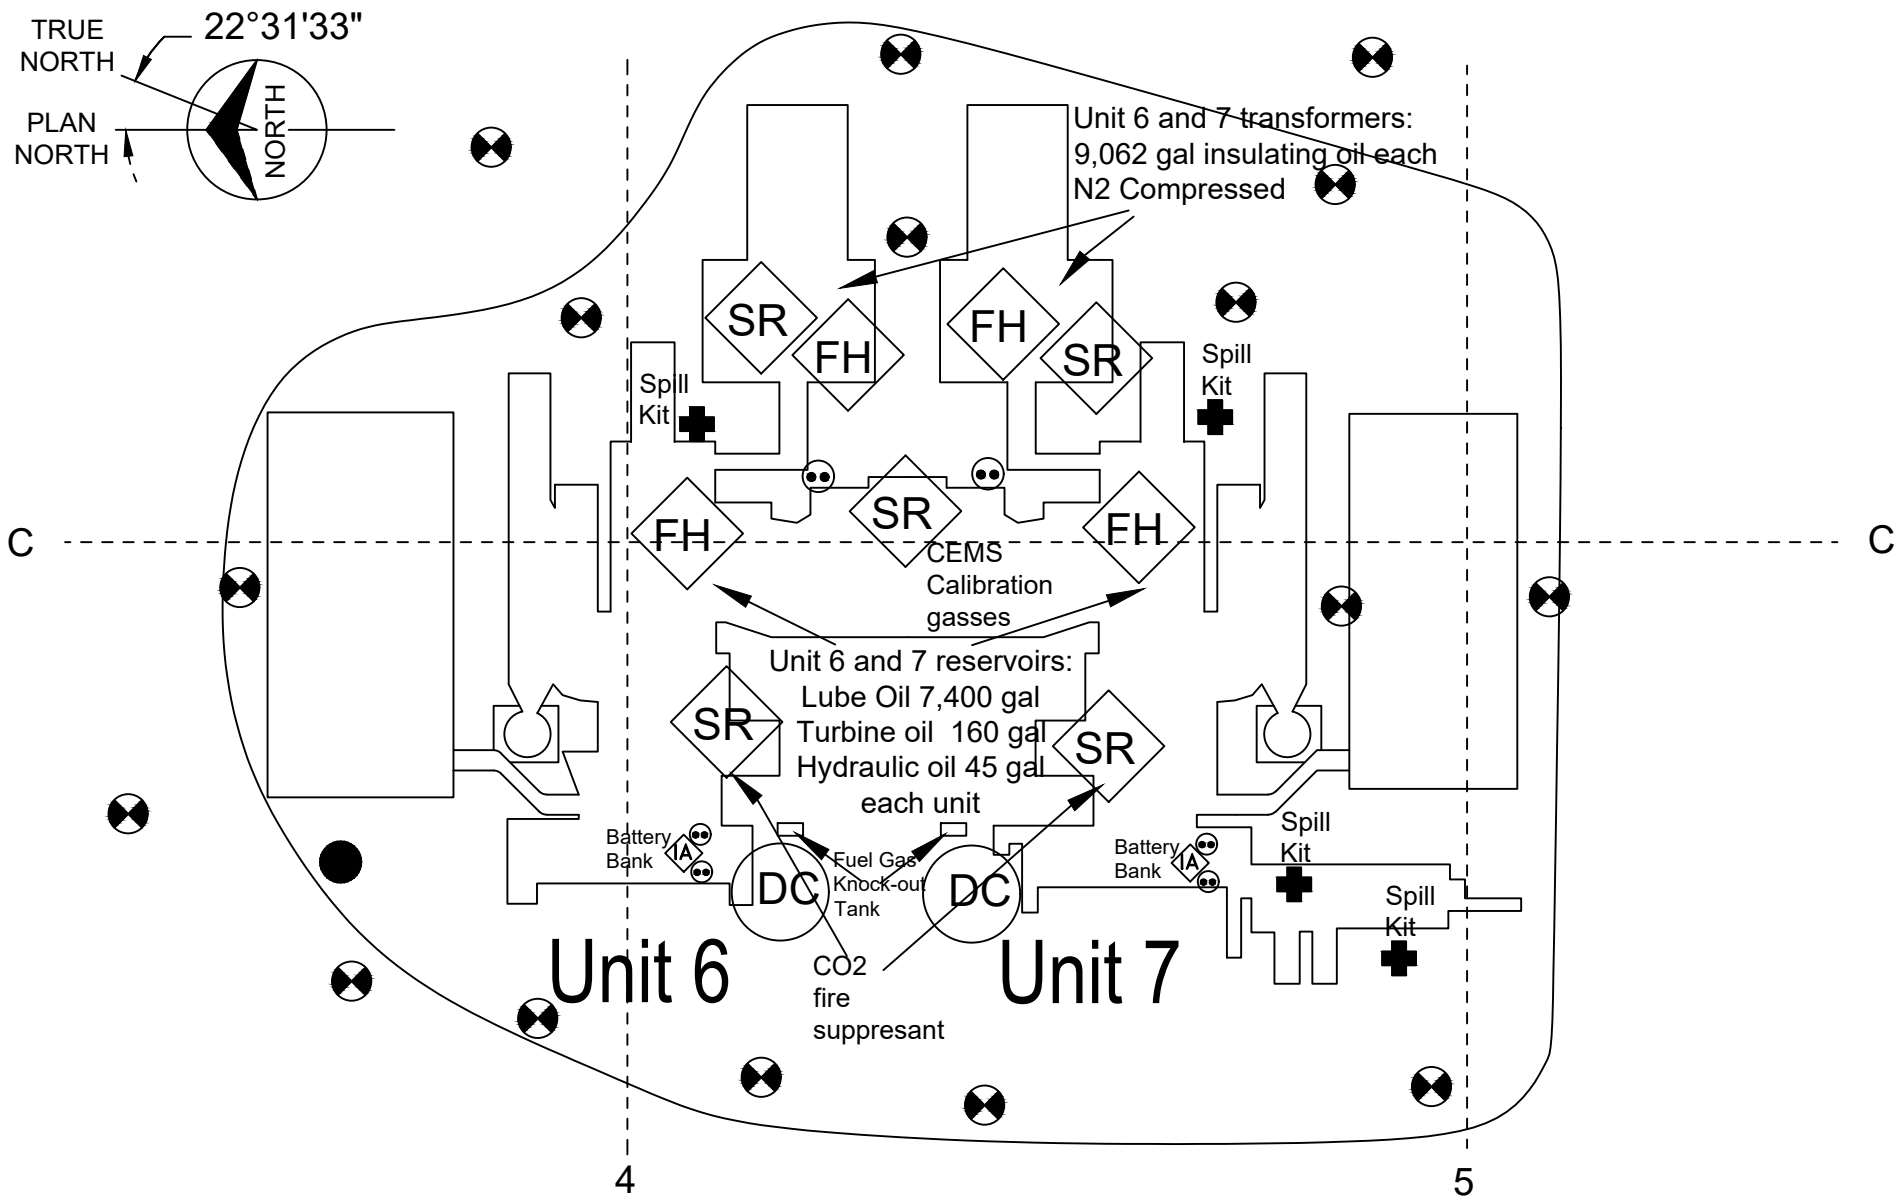 TRUE
NORTH
22°31'33"
PLAN
NORTH
NORTH
Unit 6 and 7 transformers:
9,062 gal insulating oil each
N2 Compressed
SR
FH
FH
SR
Spill
Kit
Spill
Kit
C
FH
SR
FH
C
CEMS
Calibration
gasses
Unit 6 and 7 reservoirs:
Lube Oil 7,400 gal
Turbine oil 160 gal
Hydraulic oil 45 gal
each unit
SR
SR
Battery
Bank
IA
DC
Fuel Gas
Knock-out
Tank
DC
Battery
Bank
IA
Spill
Kit
Spill
Kit
Unit 6
Unit 7
CO2
fire
suppresant
4
5